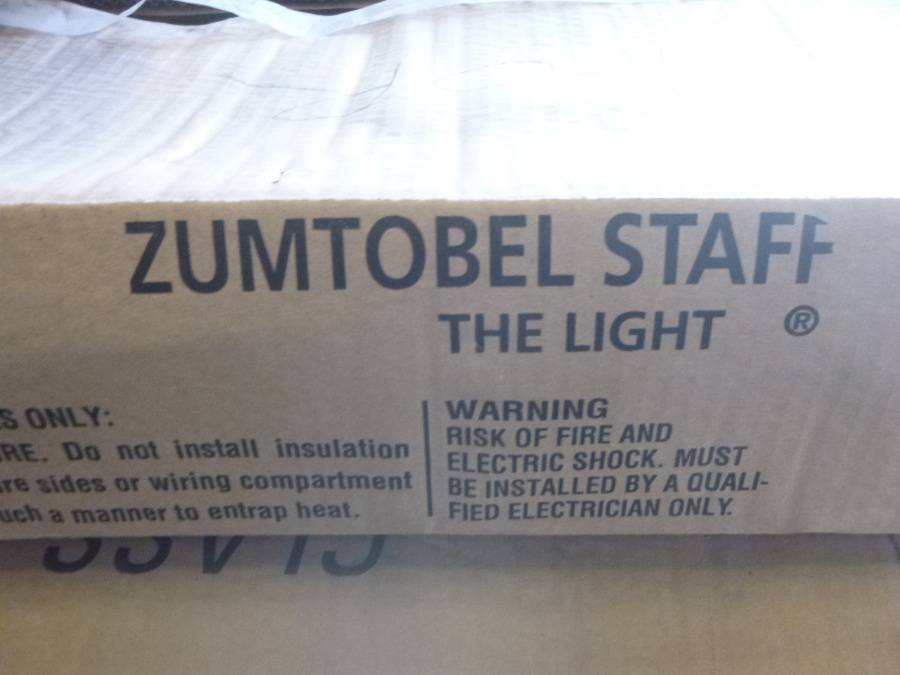 ZUMTOBEL STAFF
THE LIGHT ®
S ONLY:
RE. Do not install insulation
re sides or wiring compartment
uch a manner to entrap heat.
WARNING
RISK OF FIRE AND
ELECTRIC SHOCK. MUST
BE INSTALLED BY A QUALI-
FIED ELECTRICIAN ONLY.